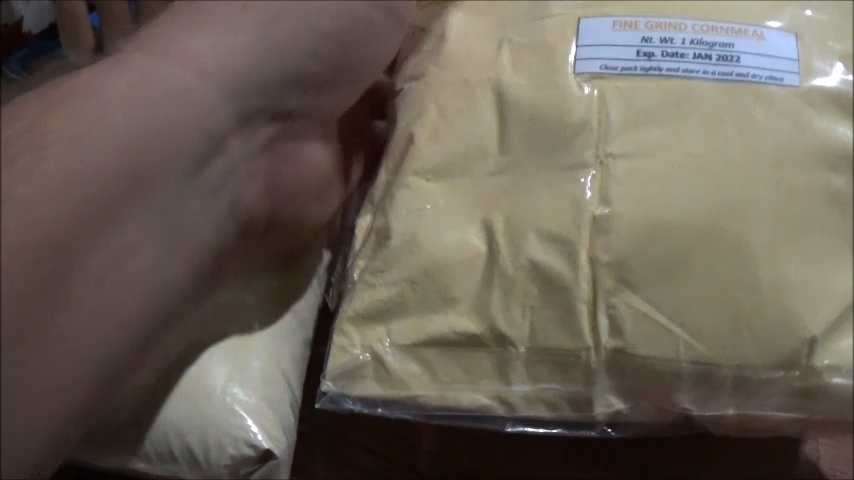 FINE GRIND CORNMEAL
Nt. Wt. 1 Kilogram
Exp. Date: JAN 2022
Close pack tightly and store in a cool and dry place